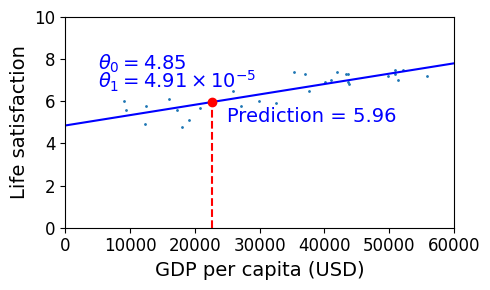 10
8
6
4
2
0
Life satisfaction
θ₀ = 4.85
θ₁ = 4.91 × 10⁻⁵
Prediction = 5.96
0 10000 20000 30000 40000 50000 60000
GDP per capita (USD)